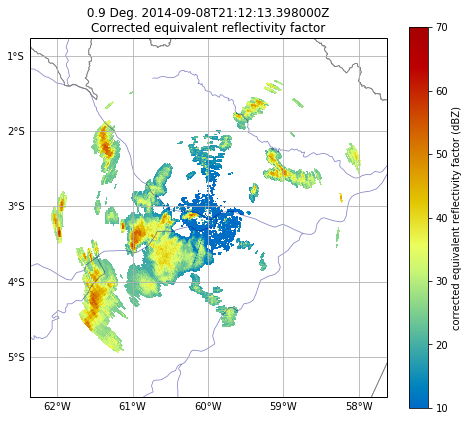 0.9 Deg. 2014-09-08T21:12:13.398000Z
Corrected equivalent reflectivity factor
1°S
2°S
3°S
4°S
5°S
62°W 61°W 60°W 59°W 58°W
70
60
50
40
30
20
10
corrected equivalent reflectivity factor (dBZ)